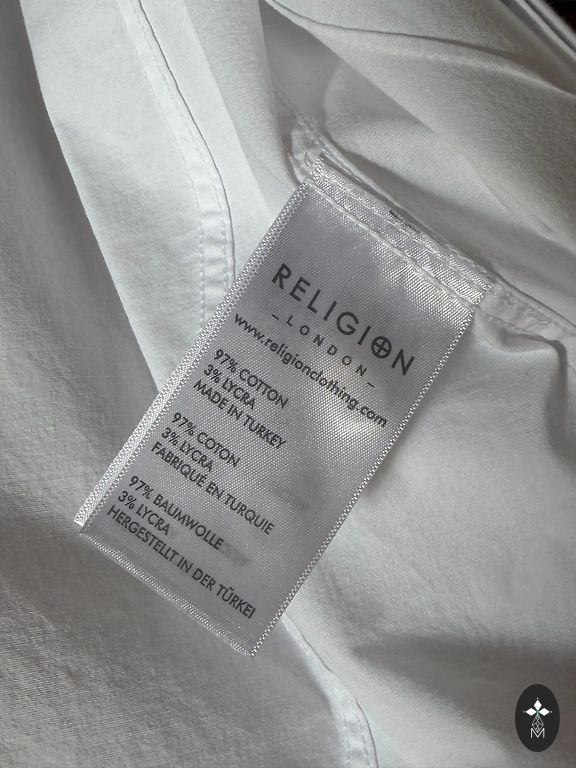 RELIGION
-LONDON-
www.religionclothing.com
97% COTTON
3% LYCRA
MADE IN TURKEY
97% COTON
3% LYCRA
FABRIQUÉ EN TURQUIE
97% BAUMWOLLE
3% LYCRA
HERGESTELLT IN DER TÜRKEI
M